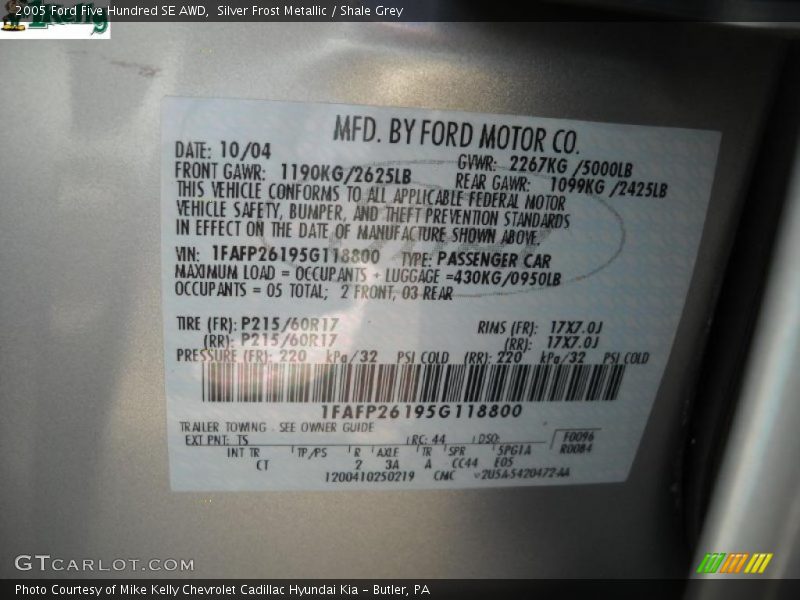 2005 Ford Five Hundred SE AWD, Silver Frost Metallic / Shale Grey
Kelly
MFD. BY FORD MOTOR CO.
DATE: 10/04 GVWR: 2267KG /5000LB
FRONT GAWR: 1190KG/2625LB REAR GAWR: 1099KG /2425LB
THIS VEHICLE CONFORMS TO ALL APPLICABLE FEDERAL MOTOR
VEHICLE SAFETY, BUMPER, AND THEFT PREVENTION STANDARDS
IN EFFECT ON THE DATE OF MANUFACTURE SHOWN ABOVE.
VIN: 1FAFP26195G118800 TYPE: PASSENGER CAR
MAXIMUM LOAD = OCCUPANTS + LUGGAGE =430KG/0950LB
OCCUPANTS = 05 TOTAL; 2 FRONT, 03 REAR
TIRE (FR): P215/60R17 RIMS (FR): 17X7.0J
(RR): P215/60R17 (RR): 17X7.0J
PRESSURE (FR): 220 kPa/32 PSI COLD (RR): 220 kPa/32 PSI COLD
1FAFP26195G118800
TRAILER TOWING - SEE OWNER GUIDE
EXT PNT: TS RC: 44 DSO: F0096
INT TR TP/PS R AXLE TR SPR 5PG1A R0084
CT 2 3A A CC44 E05
1200410250219 CMC v2U5A-5420472-AA
GTCARLOT.COM
Photo Courtesy of Mike Kelly Chevrolet Cadillac Hyundai Kia – Butler, PA